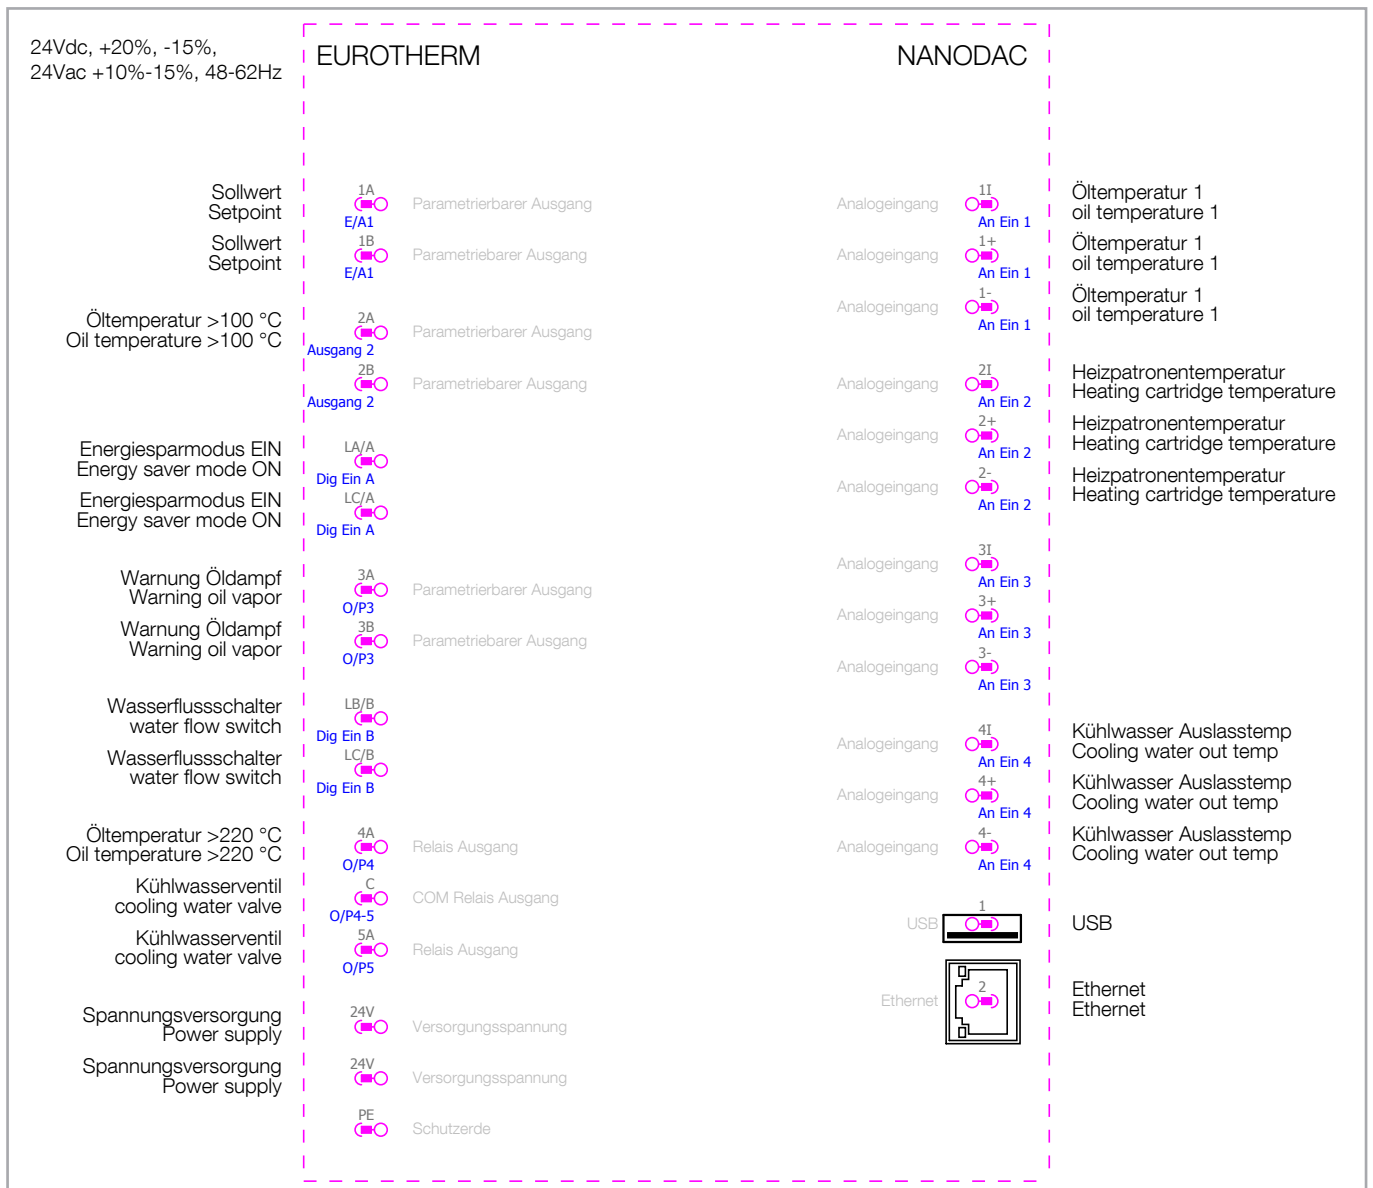 24Vdc, +20%, -15%,
24Vac +10%-15%, 48-62Hz
EUROTHERM
NANODAC
Sollwert
Setpoint
1A
E/A1
Parametrierbarer Ausgang
Sollwert
Setpoint
1B
E/A1
Parametriebarer Ausgang
Öltemperatur >100 °C
Oil temperature >100 °C
2A
Ausgang 2
Parametrierbarer Ausgang
2B
Ausgang 2
Parametriebarer Ausgang
Energiesparmodus EIN
Energy saver mode ON
LA/A
Dig Ein A
Energiesparmodus EIN
Energy saver mode ON
LC/A
Dig Ein A
Warnung Öldampf
Warning oil vapor
3A
O/P3
Parametrierbarer Ausgang
Warnung Öldampf
Warning oil vapor
3B
O/P3
Parametriebarer Ausgang
Wasserflussschalter
water flow switch
LB/B
Dig Ein B
Wasserflussschalter
water flow switch
LC/B
Dig Ein B
Öltemperatur >220 °C
Oil temperature >220 °C
4A
O/P4
Relais Ausgang
Kühlwasserventil
cooling water valve
C
O/P4-5
COM Relais Ausgang
Kühlwasserventil
cooling water valve
5A
O/P5
Relais Ausgang
Spannungsversorgung
Power supply
24V
Versorgungsspannung
Spannungsversorgung
Power supply
24V
Versorgungsspannung
PE
Schutzerde
Analogeingang
1I
An Ein 1
Öltemperatur 1
oil temperature 1
Analogeingang
1+
An Ein 1
Öltemperatur 1
oil temperature 1
Analogeingang
1-
An Ein 1
Öltemperatur 1
oil temperature 1
Analogeingang
2I
An Ein 2
Heizpatronentemperatur
Heating cartridge temperature
Analogeingang
2+
An Ein 2
Heizpatronentemperatur
Heating cartridge temperature
Analogeingang
2-
An Ein 2
Heizpatronentemperatur
Heating cartridge temperature
Analogeingang
3I
An Ein 3
Analogeingang
3+
An Ein 3
Analogeingang
3-
An Ein 3
Analogeingang
4I
An Ein 4
Kühlwasser Auslasstemp
Cooling water out temp
Analogeingang
4+
An Ein 4
Kühlwasser Auslasstemp
Cooling water out temp
Analogeingang
4-
An Ein 4
Kühlwasser Auslasstemp
Cooling water out temp
USB
1
USB
Ethernet
2
Ethernet
Ethernet